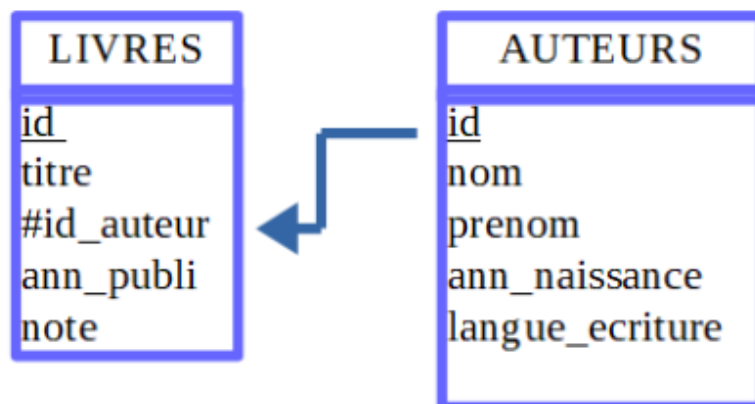 LIVRES
id
titre
#id_auteur
ann_publi
note
AUTEURS
id
nom
prenom
ann_naissance
langue_ecriture